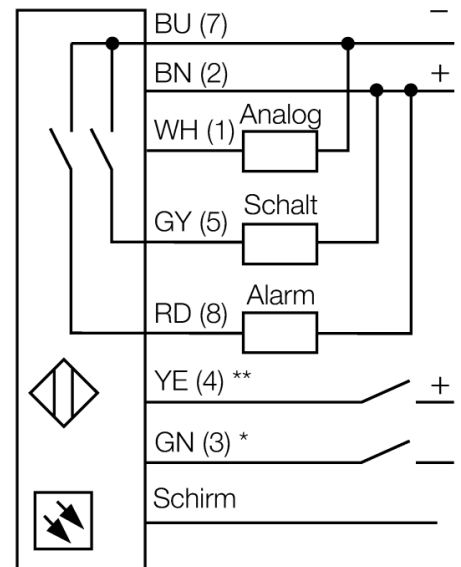 BU (7) −
BN (2) +
WH (1) Analog
GY (5) Schalt
RD (8) Alarm
YE (4) ** +
GN (3) * −
Schirm